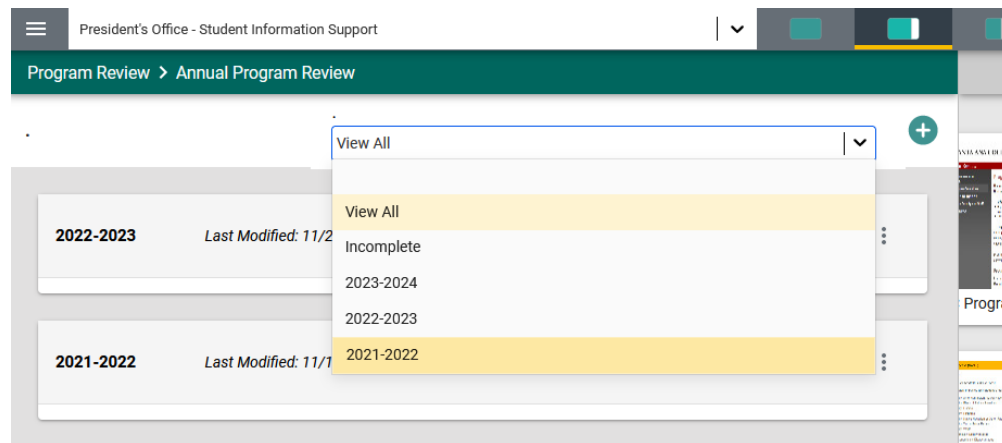 President's Office - Student Information Support
Program Review > Annual Program Review
View All
View All
Incomplete
2023-2024
2022-2023
2021-2022
2022-2023 Last Modified: 11/2
2021-2022 Last Modified: 11/1
Progr